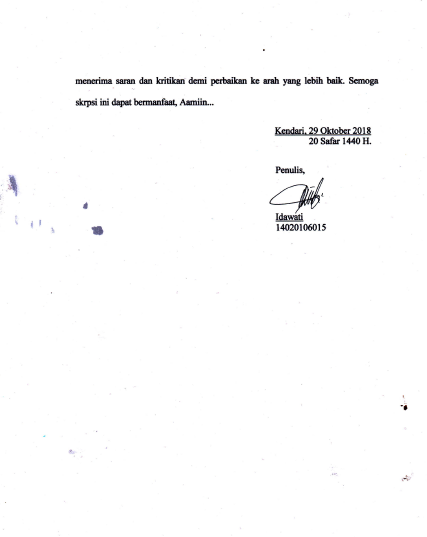 menerima saran dan kritikan demi perbaikan ke arah yang lebih baik. Semoga
skrpsi ini dapat bermanfaat, Aamiin...
Kendari, 29 Oktober 2018
20 Safar 1440 H.
Penulis,
Idawati
14020106015